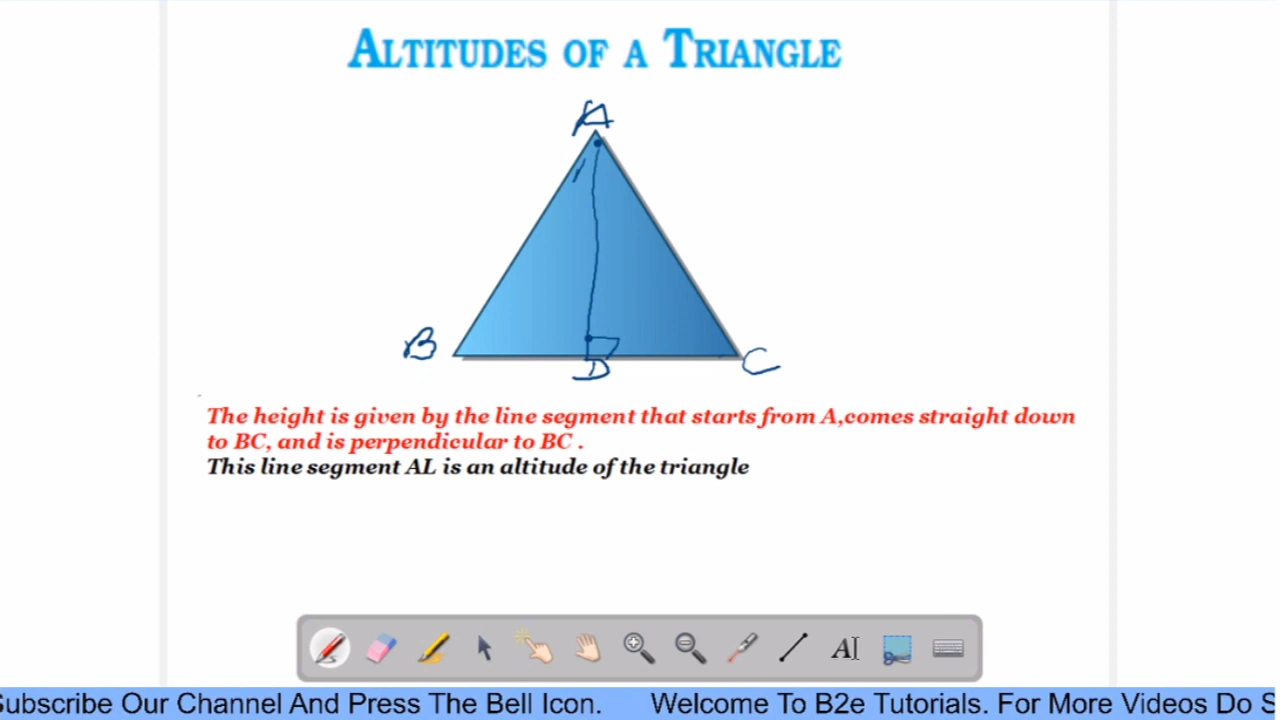 ALTITUDES OF A TRIANGLE
A
B
D
C
The height is given by the line segment that starts from A,comes straight down
to BC, and is perpendicular to BC .
This line segment AL is an altitude of the triangle
AI
ubscribe Our Channel And Press The Bell Icon. Welcome To B2e Tutorials. For More Videos Do S